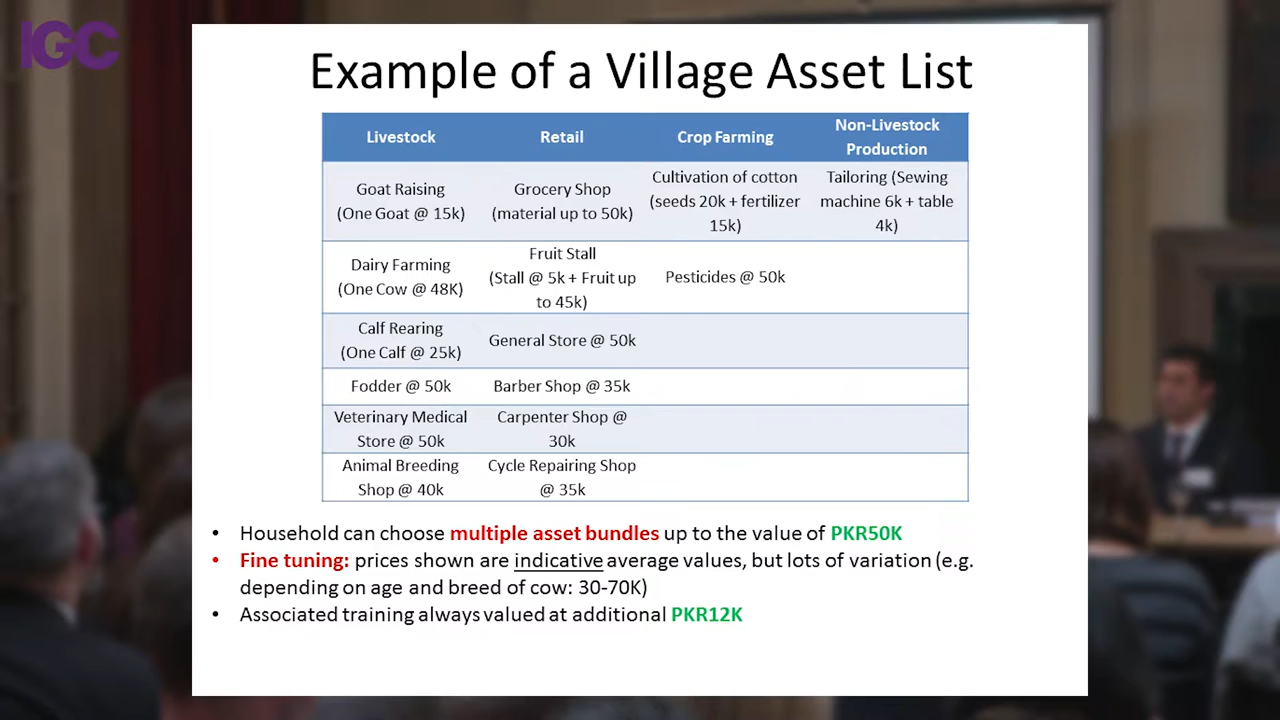 IGC
Example of a Village Asset List
Livestock
Retail
Crop Farming
Non-Livestock
Production
Goat Raising
(One Goat @ 15k)
Grocery Shop
(material up to 50k)
Cultivation of cotton
(seeds 20k + fertilizer
15k)
Tailoring (Sewing
machine 6k + table
4k)
Dairy Farming
(One Cow @ 48K)
Fruit Stall
(Stall @ 5k + Fruit up
to 45k)
Pesticides @ 50k
Calf Rearing
(One Calf @ 25k)
General Store @ 50k
Fodder @ 50k
Barber Shop @ 35k
Veterinary Medical
Store @ 50k
Carpenter Shop @
30k
Animal Breeding
Shop @ 40k
Cycle Repairing Shop
@ 35k
• Household can choose multiple asset bundles up to the value of PKR50K
• Fine tuning: prices shown are indicative average values, but lots of variation (e.g.
depending on age and breed of cow: 30-70K)
• Associated training always valued at additional PKR12K